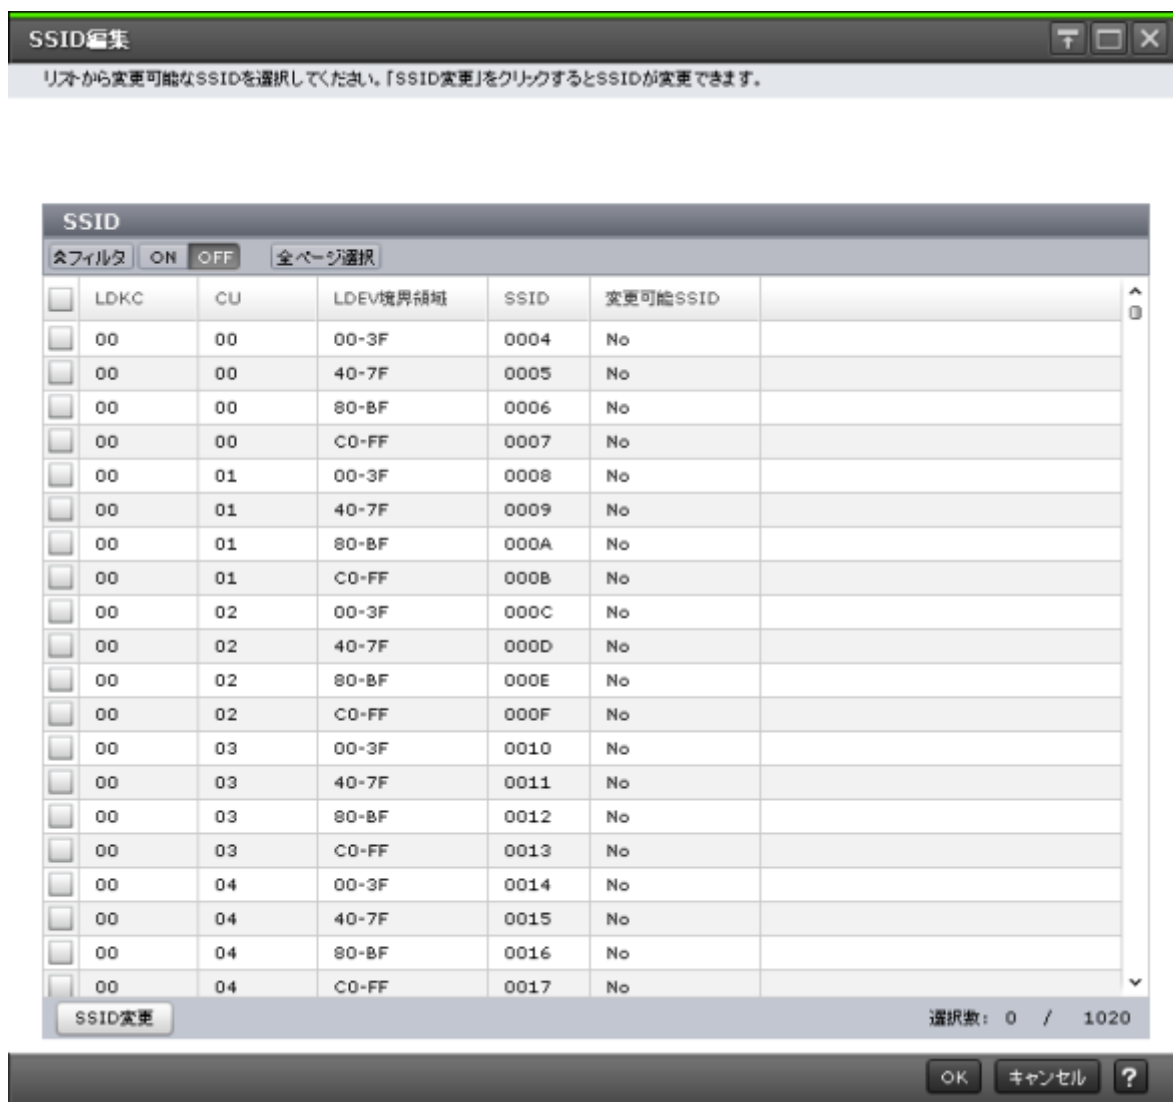 SSID編集
リストから変更可能なSSIDを選択してください。「SSID変更」をクリックするとSSIDが変更できます。
SSID
フィルタ ON OFF 全ページ選択
LDKC CU LDEV境界領域 SSID 変更可能SSID
00 00 00-3F 0004 No
00 00 40-7F 0005 No
00 00 80-BF 0006 No
00 00 C0-FF 0007 No
00 01 00-3F 0008 No
00 01 40-7F 0009 No
00 01 80-BF 000A No
00 01 C0-FF 000B No
00 02 00-3F 000C No
00 02 40-7F 000D No
00 02 80-BF 000E No
00 02 C0-FF 000F No
00 03 00-3F 0010 No
00 03 40-7F 0011 No
00 03 80-BF 0012 No
00 03 C0-FF 0013 No
00 04 00-3F 0014 No
00 04 40-7F 0015 No
00 04 80-BF 0016 No
00 04 C0-FF 0017 No
SSID変更 選択数: 0 / 1020
OK キャンセル ?